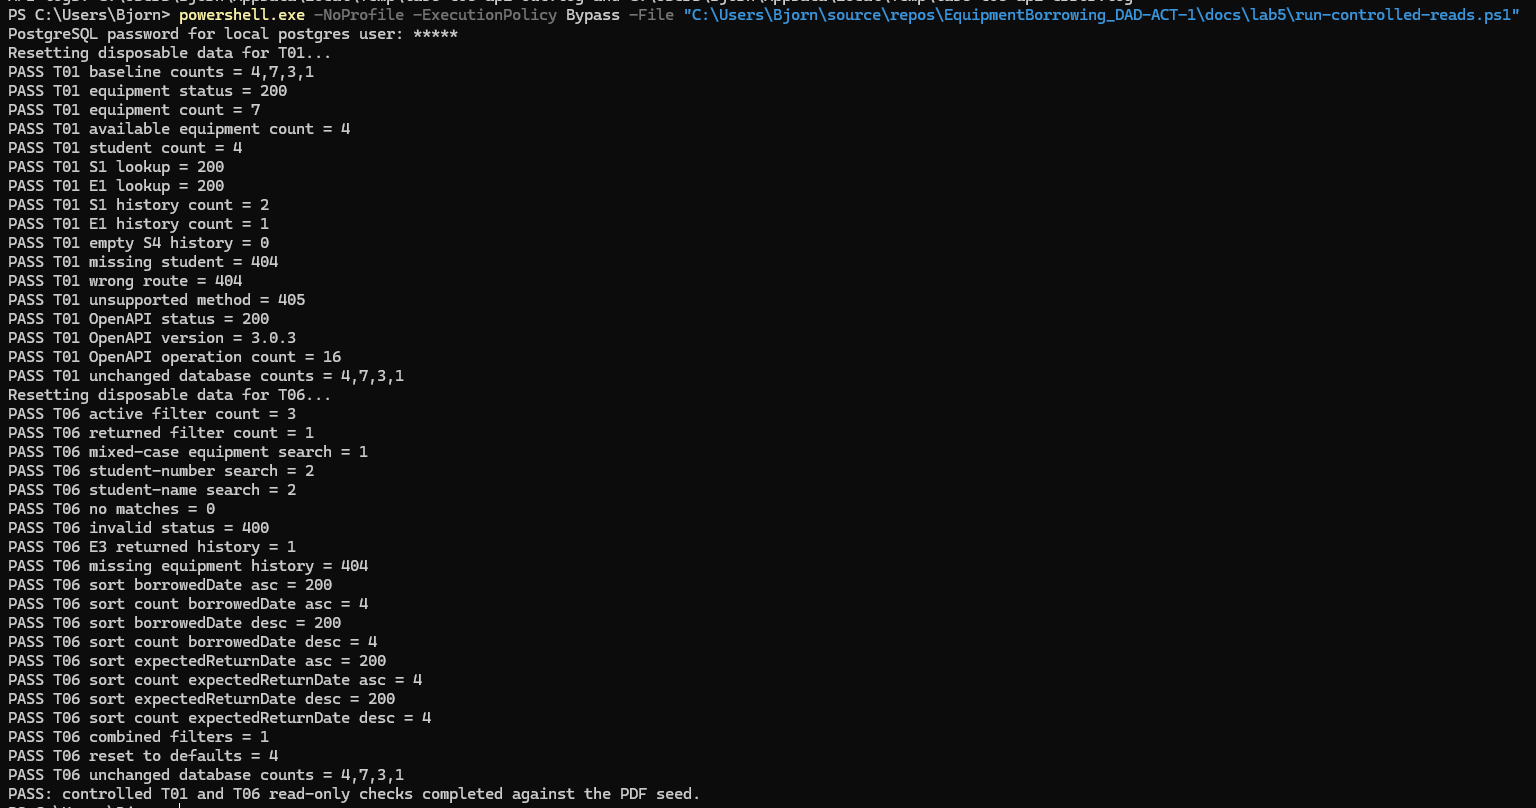 PS C:\Users\Bjorn> powershell.exe -NoProfile -ExecutionPolicy Bypass -File "C:\Users\Bjorn\source\repos\EquipmentBorrowing_DAD-ACT-1\docs\lab5\run-controlled-reads.ps1"
PostgreSQL password for local postgres user: *****
Resetting disposable data for T01...
PASS T01 baseline counts = 4,7,3,1
PASS T01 equipment status = 200
PASS T01 equipment count = 7
PASS T01 available equipment count = 4
PASS T01 student count = 4
PASS T01 S1 lookup = 200
PASS T01 E1 lookup = 200
PASS T01 S1 history count = 2
PASS T01 E1 history count = 1
PASS T01 empty S4 history = 0
PASS T01 missing student = 404
PASS T01 wrong route = 404
PASS T01 unsupported method = 405
PASS T01 OpenAPI status = 200
PASS T01 OpenAPI version = 3.0.3
PASS T01 OpenAPI operation count = 16
PASS T01 unchanged database counts = 4,7,3,1
Resetting disposable data for T06...
PASS T06 active filter count = 3
PASS T06 returned filter count = 1
PASS T06 mixed-case equipment search = 1
PASS T06 student-number search = 2
PASS T06 student-name search = 2
PASS T06 no matches = 0
PASS T06 invalid status = 400
PASS T06 E3 returned history = 1
PASS T06 missing equipment history = 404
PASS T06 sort borrowedDate asc = 200
PASS T06 sort count borrowedDate asc = 4
PASS T06 sort borrowedDate desc = 200
PASS T06 sort count borrowedDate desc = 4
PASS T06 sort expectedReturnDate asc = 200
PASS T06 sort count expectedReturnDate asc = 4
PASS T06 sort expectedReturnDate desc = 200
PASS T06 sort count expectedReturnDate desc = 4
PASS T06 combined filters = 1
PASS T06 reset to defaults = 4
PASS T06 unchanged database counts = 4,7,3,1
PASS: controlled T01 and T06 read-only checks completed against the PDF seed.